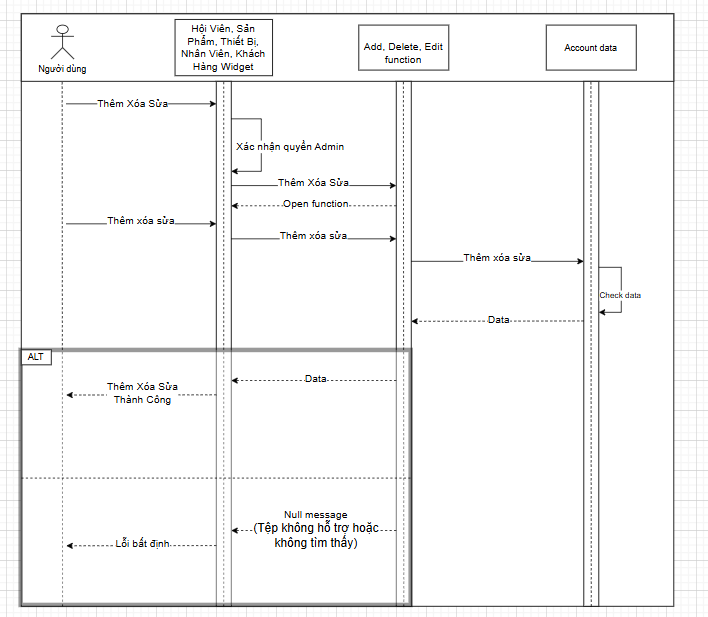 Người dùng
Hội Viên, Sản
Phẩm, Thiết Bị,
Nhân Viên, Khách
Hàng Widget
Add, Delete, Edit
function
Account data
Thêm Xóa Sửa
Xác nhận quyền Admin
Thêm Xóa Sửa
Open function
Thêm xóa sửa
Thêm xóa sửa
Thêm xóa sửa
Check data
Data
ALT
Data
Thêm Xóa Sửa
Thành Công
Null message
(Tệp không hỗ trợ hoặc
không tìm thấy)
Lỗi bất định